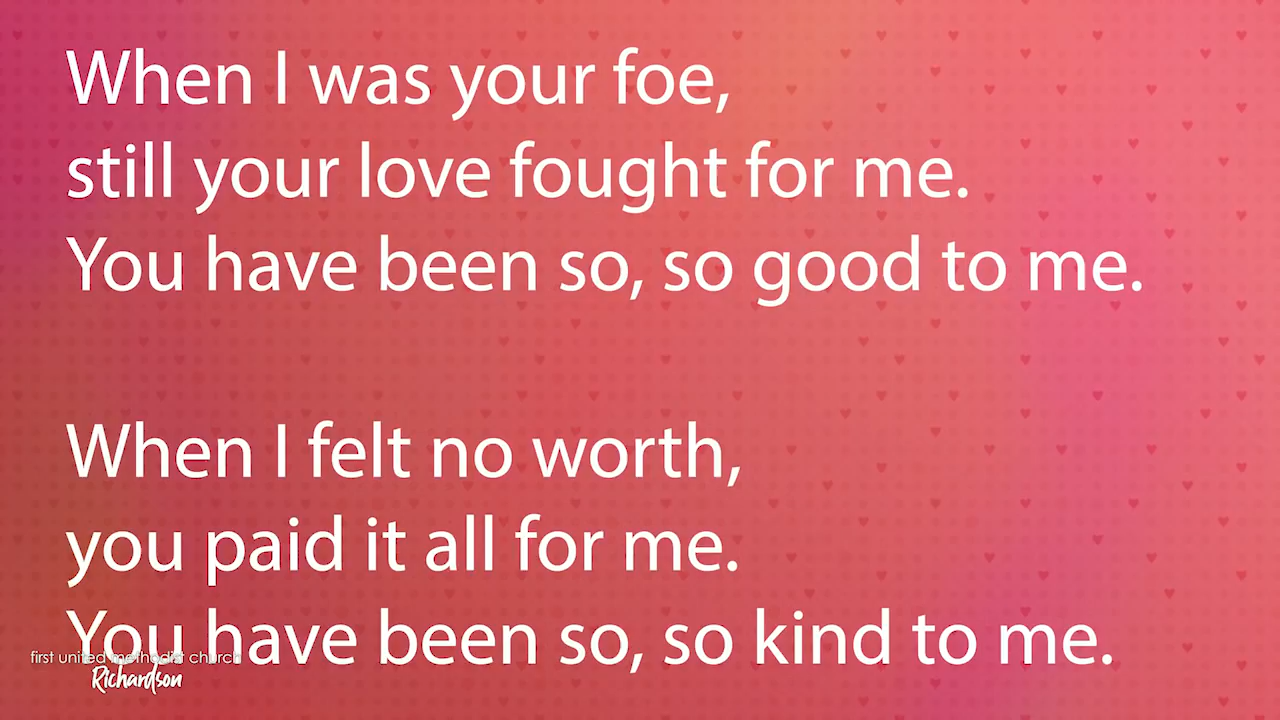 When I was your foe,
still your love fought for me.
You have been so, so good to me.
When I felt no worth,
you paid it all for me.
You have been so, so kind to me.
first united methodist church
Richardson